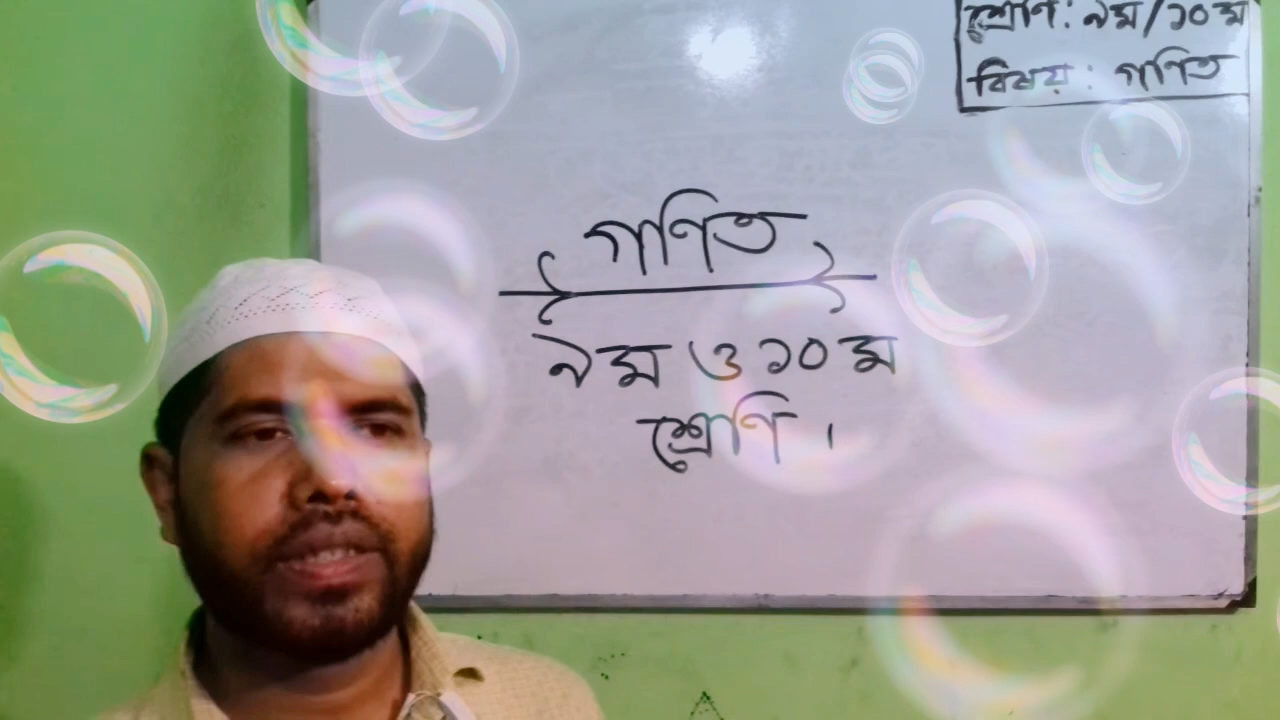 শ্রেণি: ৯ম/১০ম
বিষয়: গণিত
গণিত
৯ম ও ১০ম
শ্রেণি।